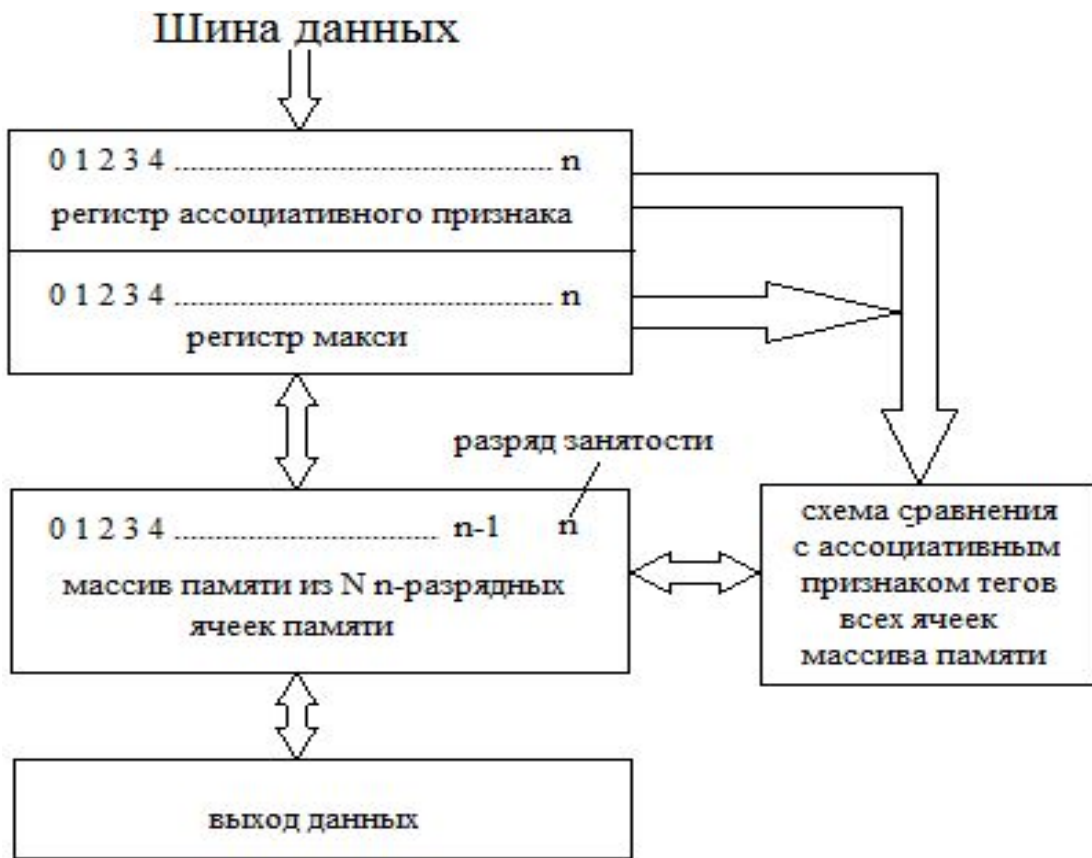 Шина данных
0 1 2 3 4 ........................................................ n
регистр ассоциативного признака
0 1 2 3 4 ........................................................ n
регистр макси
разряд занятости
0 1 2 3 4 ....................................... n-1 n
массив памяти из N n-разрядных
ячеек памяти
схема сравнения
с ассоциативным
признаком тегов
всех ячеек
массива памяти
выход данных